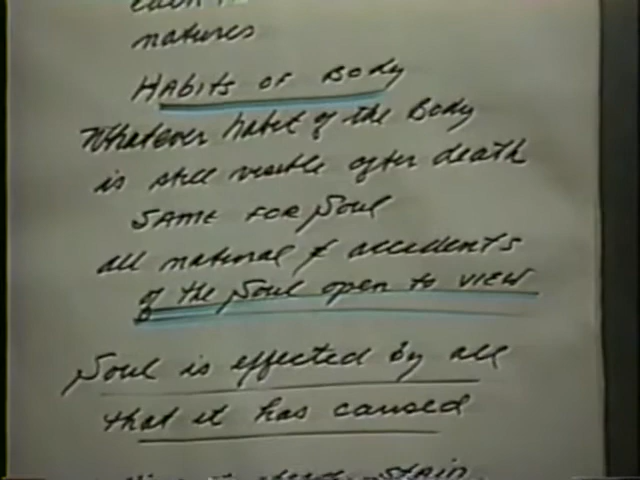 natures
HABITS OF BODY
Whatever habit of the Body
is still visible after death
SAME FOR Soul
all natural & accidents
of the Soul open to VIEW
Soul is effected by all
that it has caused
stain